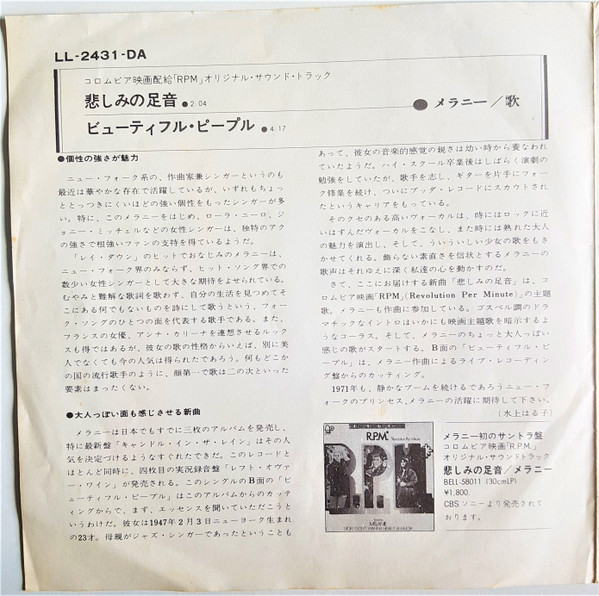 LL-2431-DA
コロムビア映画配給「RPM」オリジナル・サウンド・トラック
悲しみの足音●2:04
●メラニー／歌
ビューティフル・ピープル●4:17
●個性の強さが魅力
ニュー・フォーク系の、作曲家兼シンガーというのも
最近は華やかな存在で活躍しているが、いずれもちょっ
ととっつきにくいほどの強い個性をもったシンガーが多
い。特に、このメラニーをはじめ、ローラ・ニーロ、ジ
ョニー・ミッチェルなどの女性シンガーは、独特のアク
の強さで根強いファンの支持を得ているようだ。
「レイ・ダウン」のヒットでおなじみのメラニーは、
ニュー・フォーク界のみならず、ヒット・ソング界での
数少い女性シンガーとして大きな期待をよせられている。
むやみと難解な歌詞を歌わず、自分の生活を見つめてそ
こにある何でもないものを詩にして歌うという、フォー
ク・ソングのひとつの面を代表する歌手である。また、
フランスの女優、アンナ・カリーナを連想させるルック
スも得ではあるが、彼女の歌の性格からいえば、別に美
人でなくても今の人気は得られたであろう。何もどこか
の国の流行歌手のように、顔第一で歌は二の次といった
要素はまったくない。
●大人っぽい面も感じさせる新曲
メラニーは日本でもすでに三枚のアルバムを発売し、
特に最新盤「キャンドル・イン・ザ・レイン」はその人
気を決定づけるようなすぐれたできだ。このレコードと
ほとんど同時に、四枚目の実況録音盤「レフト・オヴァ
ー・ワイン」が発売される。このシングルのB面の「ビ
ューティフル・ピープル」はこのアルバムからのカッテ
ィングからで、まず、エッセンスを聞いていただこうと
いうわけだ。彼女は1947年2月3日ニューヨーク生まれ
の23才。母親がジャズ・シンガーであったということも
あって、彼女の音楽的感覚の鋭さは幼い時から養なわれ
ていたようだ。ハイ・スクール卒業後はしばらく演劇の
勉強をしていたが、歌手を志し、ギターを片手にフォー
ク修業を続け、ついにブッダ・レコードにスカウトされ
たというキャリアをもっている。
そのクセのある高いヴォーカルは、時にはロックに近
いはずんだヴォーカルをこなし、また時には熟れた大人
の魅力を演出し、そして、ういういしい少女の歌をもき
かせてくれる。飾らない素直さを信状とするメラニーの
歌声はそれゆえに深く私達の心を動かすのだ。
さて、ここにお届けする新曲「悲しみの足音」は、コ
ロムビア映画「RPM」(Revolution Per Minute)の主題
歌。メラニーも作曲に参加している。ゴスペル調のドラ
マチックなイントロはいかにも映画主題歌を暗示するよ
うなコーラス。そして、メラニーのちょっと大人っぽい
感じの歌がスタートする。B面の「ビューティフル・ピ
ープル」は、メラニー作曲によるライブ・レコーディン
グ盤からのカッティング。
1971年も、静かなブームを続けるであろうニュー・フ
ォークのプリンセス、メラニーの活躍に期待して下さい。
(水上はる子)
R.P.M.
RPM
MELANIE
メラニー初のサントラ盤
コロムビア映画「RPM」
オリジナル・サウンドトラック
悲しみの足音／メラニー
BELL-58011 (30cmLP)
¥1,800.
CBSソニーより発売されて
おります。